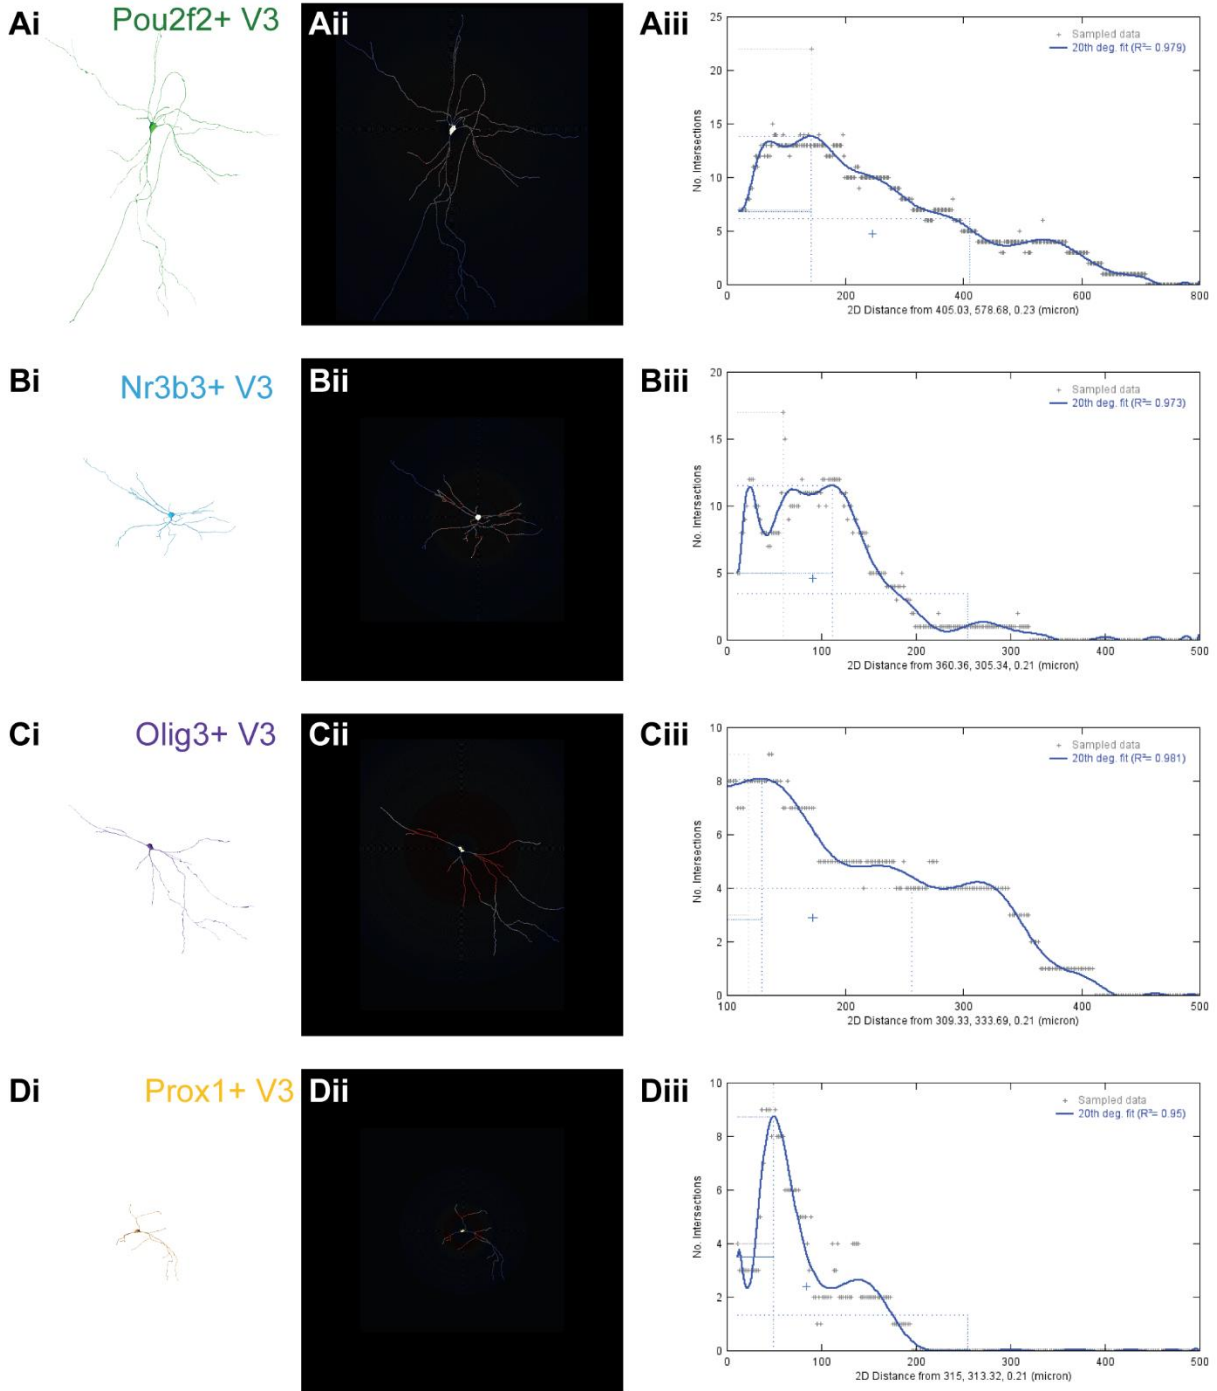 Ai Pou2f2+ V3 Aii Aiii
25
20
15
10
5
0
No. Intersections
Sampled data
20th deg. fit (R²= 0.979)
0 200 400 600 800
2D Distance from 405.03, 578.68, 0.23 (micron)
Bi Nr3b3+ V3 Bii Biii
20
15
10
5
0
No. Intersections
Sampled data
20th deg. fit (R²= 0.973)
0 100 200 300 400 500
2D Distance from 360.36, 305.34, 0.21 (micron)
Ci Olig3+ V3 Cii Ciii
10
8
6
4
2
0
No. Intersections
Sampled data
20th deg. fit (R²= 0.981)
100 200 300 400 500
2D Distance from 309.33, 333.69, 0.21 (micron)
Di Prox1+ V3 Dii Diii
10
8
6
4
2
0
No. Intersections
Sampled data
20th deg. fit (R²= 0.95)
0 100 200 300 400 500
2D Distance from 315, 313.32, 0.21 (micron)